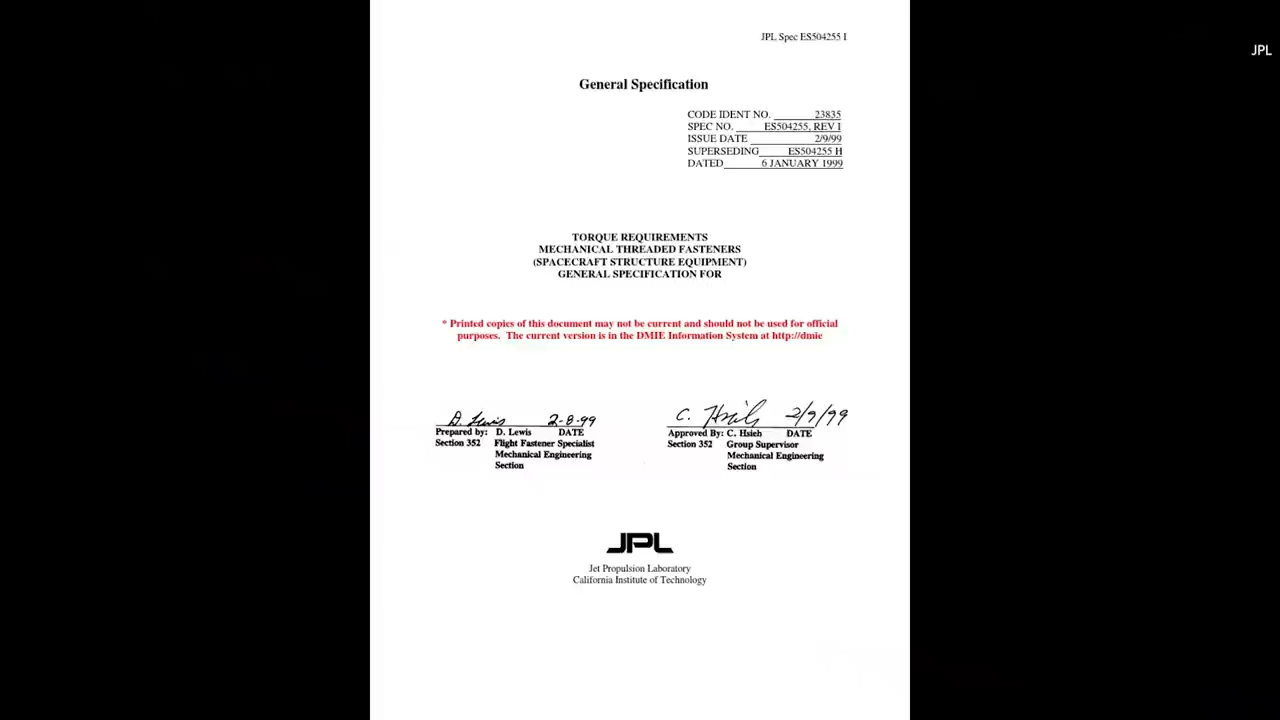 JPL Spec ES504255 I
JPL
General Specification
CODE IDENT NO. 23835
SPEC NO. ES504255, REV I
ISSUE DATE 2/9/99
SUPERSEDING ES504255 H
DATED 6 JANUARY 1999
TORQUE REQUIREMENTS
MECHANICAL THREADED FASTENERS
(SPACECRAFT STRUCTURE EQUIPMENT)
GENERAL SPECIFICATION FOR
* Printed copies of this document may not be current and should not be used for official
purposes. The current version is in the DMIE Information System at http://dmie
D. Lewis 2-8-99
Prepared by: D. Lewis DATE
Section 352 Flight Fastener Specialist
Mechanical Engineering
Section
C. Hsieh 2/9/99
Approved By: C. Hsieh DATE
Section 352 Group Supervisor
Mechanical Engineering
Section
JPL
Jet Propulsion Laboratory
California Institute of Technology